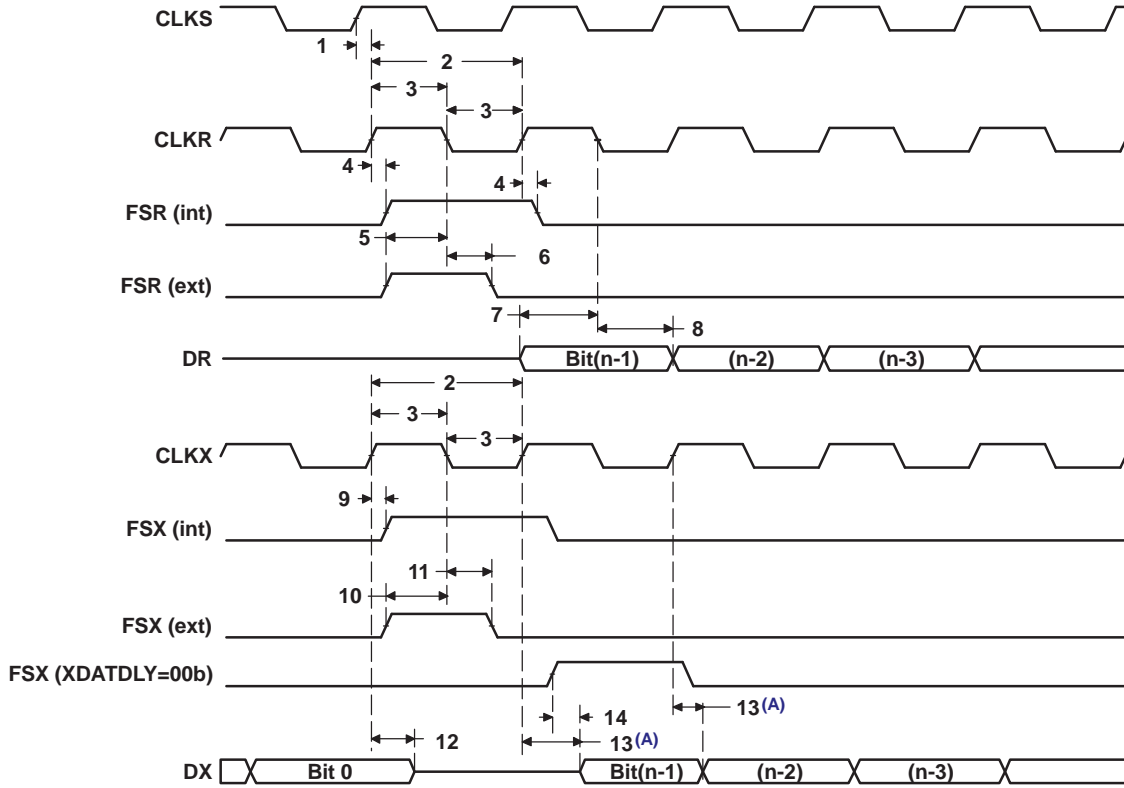 CLKS
1
2
3
3
CLKR
4
4
FSR (int)
5
6
FSR (ext)
7
8
DR
Bit(n-1)
(n-2)
(n-3)
2
3
3
CLKX
9
FSX (int)
11
10
FSX (ext)
FSX (XDATDLY=00b)
13(A)
14
12
13(A)
DX
Bit 0
Bit(n-1)
(n-2)
(n-3)